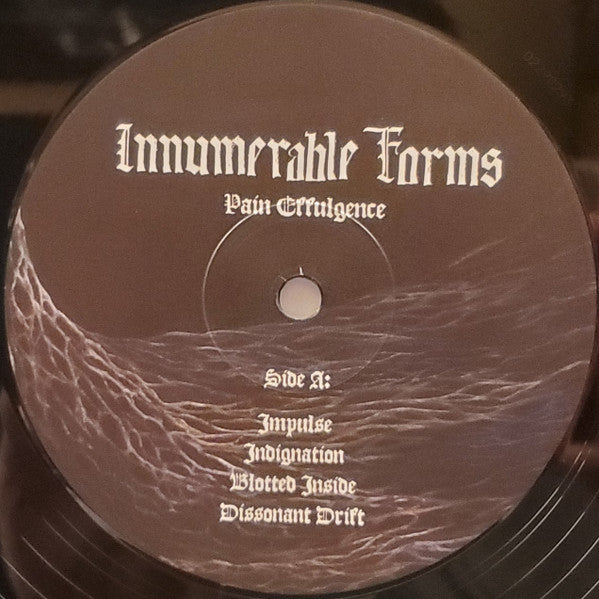 Innumerable Forms
Pain Effulgence
Side A:
Impulse
Indignation
Blotted Inside
Dissonant Drift